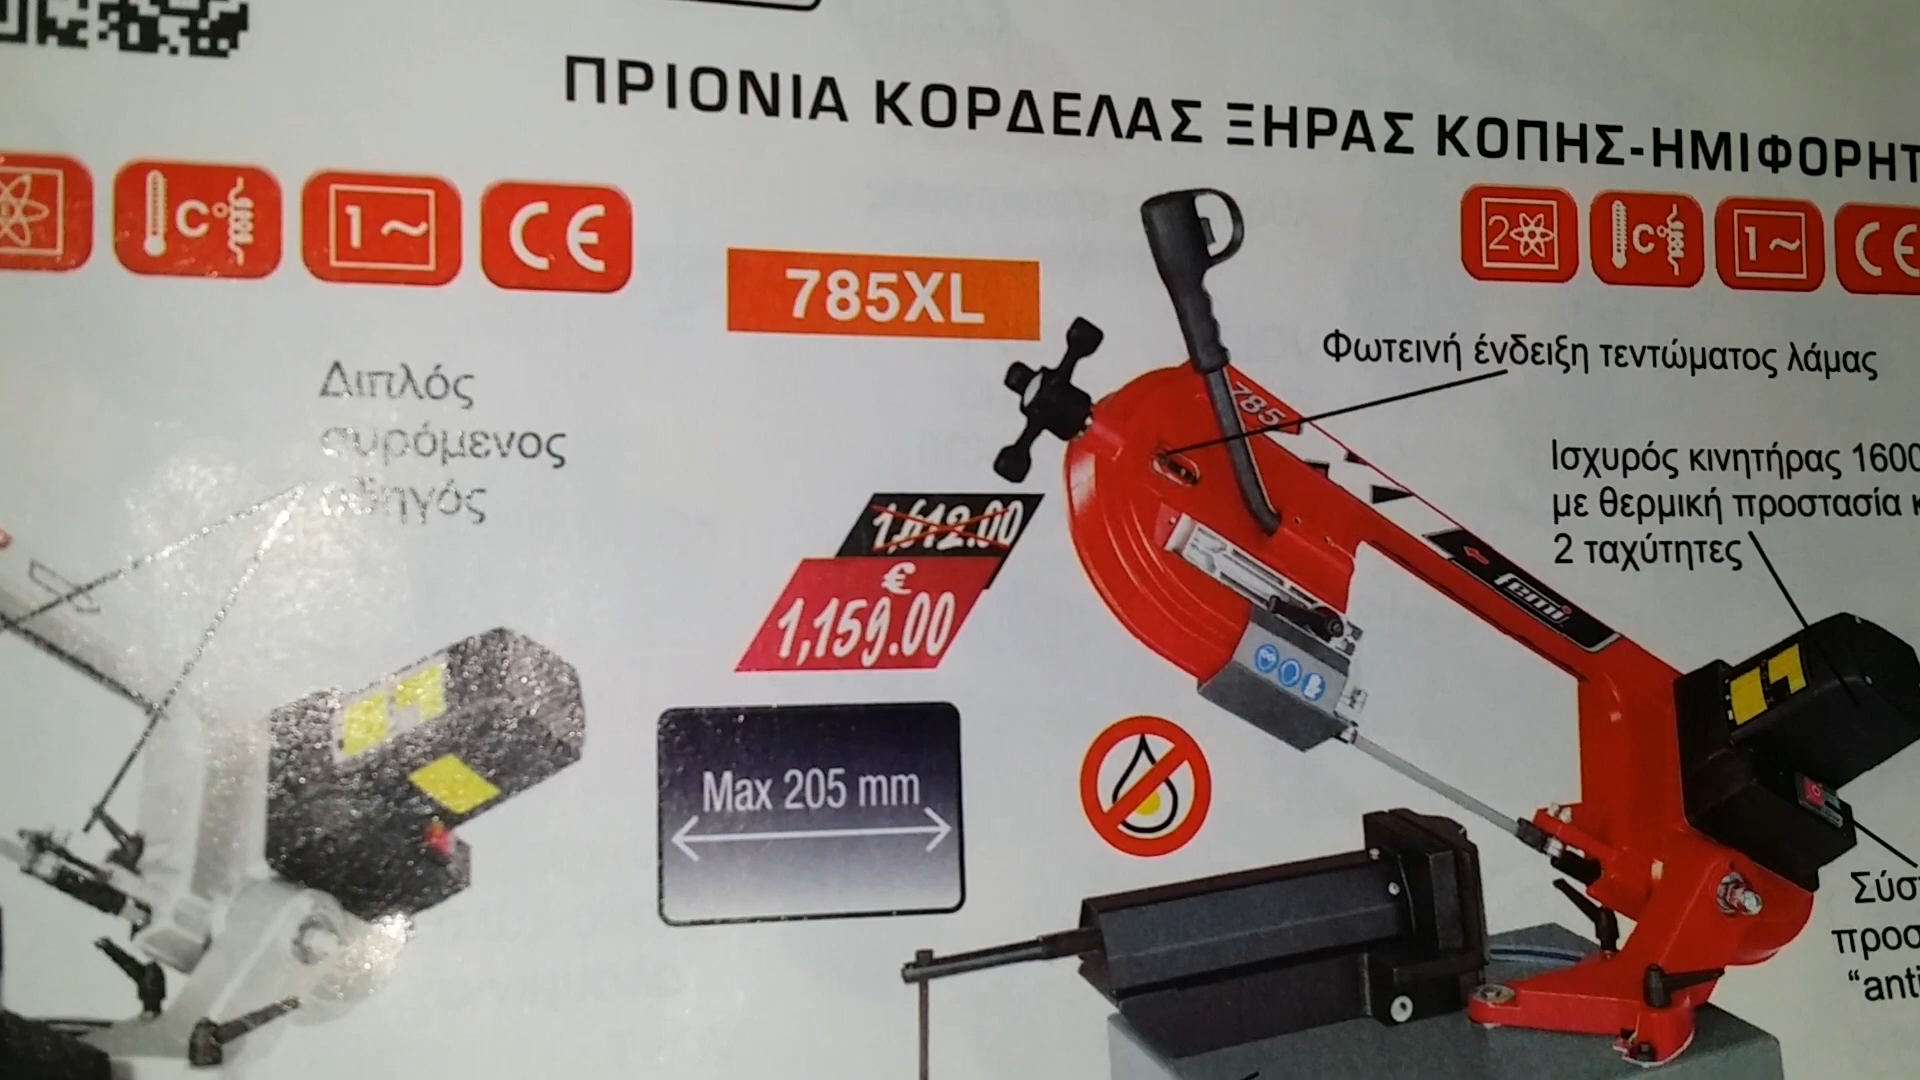 ΠΡΙΟΝΙΑ ΚΟΡΔΕΛΑΣ ΞΗΡΑΣ ΚΟΠΗΣ-ΗΜΙΦΟΡΗΤ
C°
1~
CE
2
C°
1~
CE
785XL
Φωτεινή ένδειξη τεντώματος λάμας
Διπλός
συρόμενος
οδηγός
785
Ισχυρός κινητήρας 1600
με θερμική προστασία κ
2 ταχύτητες
1,612.00
€
1,159.00
femi
Max 205 mm
Σύσ
προσ
“anti